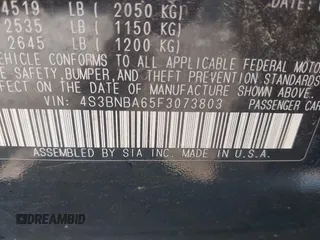 4519 LB ( 2050 KG)
2535 LB ( 1150 KG)
2645 LB ( 1200 KG)
VEHICLE CONFORMS TO ALL APPLICABLE FEDERAL MOTOR
SAFETY, BUMPER, AND THEFT PREVENTION STANDARDS IN
EFFECT ON THE DATE OF MANUFACTURE SHOWN ABOVE.
VIN: 4S3BNBA65F3073803 PASSENGER CAR
ASSEMBLED BY SIA INC. MADE IN U.S.A.
DREAMBID